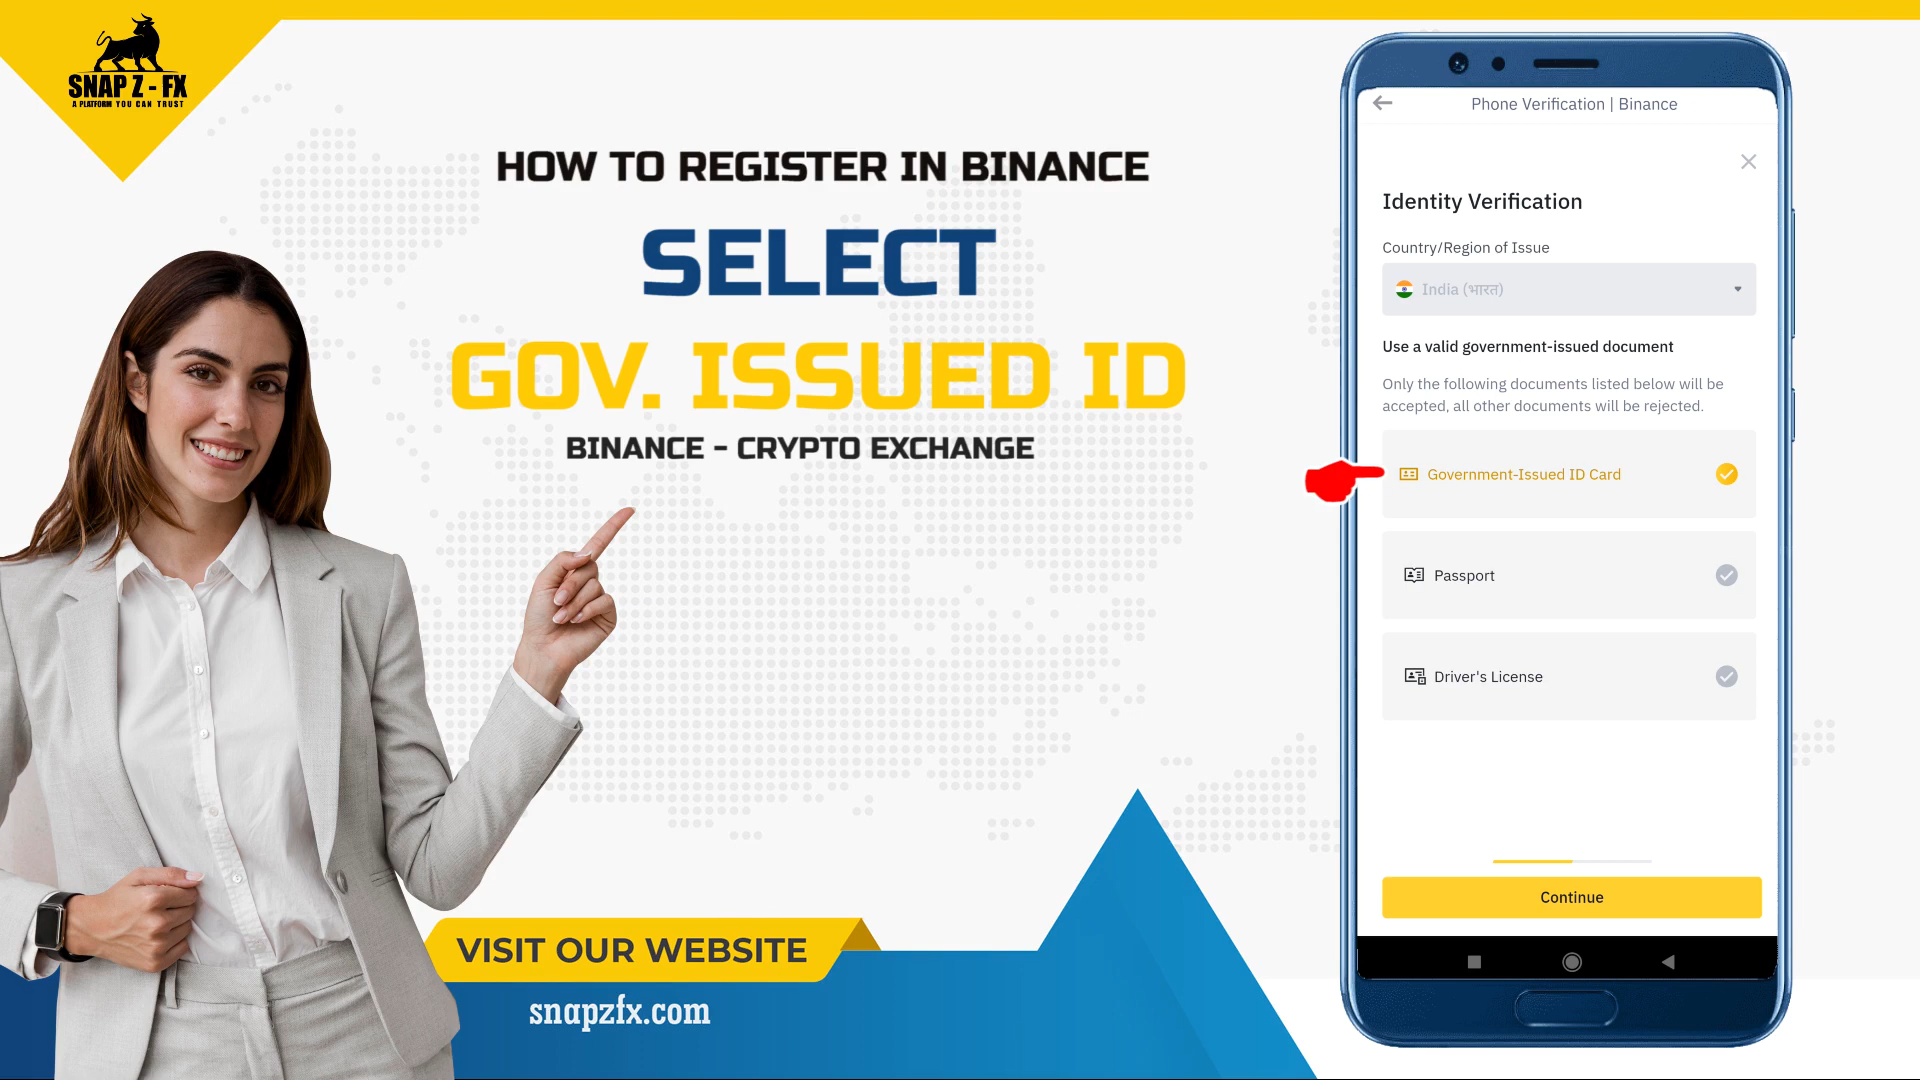 SNAP Z - FX
A PLATFORM YOU CAN TRUST
HOW TO REGISTER IN BINANCE
SELECT
GOV. ISSUED ID
BINANCE - CRYPTO EXCHANGE
VISIT OUR WEBSITE
snapzfx.com
Phone Verification | Binance
Identity Verification
Country/Region of Issue
India (भारत)
Use a valid government-issued document
Only the following documents listed below will be
accepted, all other documents will be rejected.
Government-Issued ID Card
Passport
Driver's License
Continue